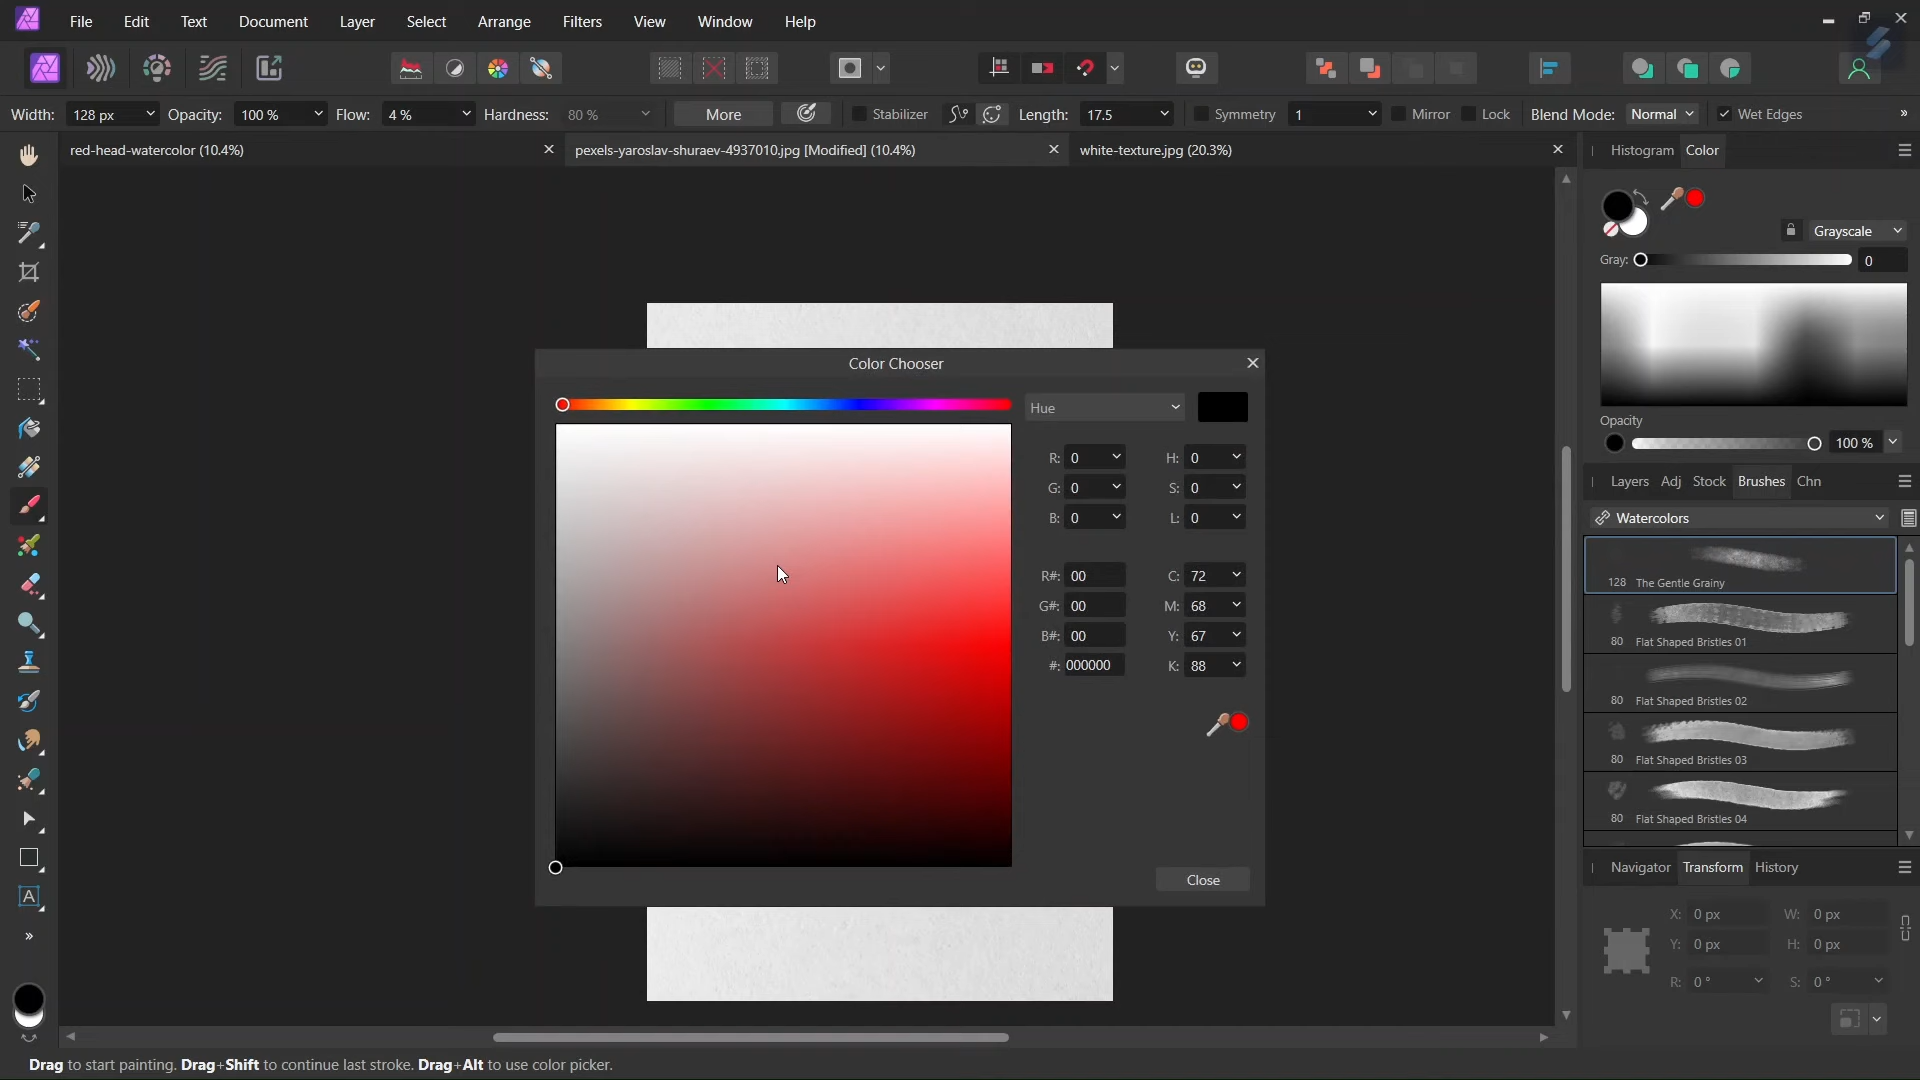 File Edit Text Document Layer Select Arrange Filters View Window Help
Width: 128 px Opacity: 100 % Flow: 4 % Hardness: 80 % More Stabilizer Length: 17.5 Symmetry 1 Mirror Lock Blend Mode: Normal Wet Edges »
red-head-watercolor (10.4%)
pexels-yaroslav-shuraev-4937010.jpg [Modified] (10.4%)
white-texture.jpg (20.3%)
Histogram Color
Grayscale
Gray: 0
Opacity
100 %
Color Chooser
Hue
R: 0 H: 0
G: 0 S: 0
B: 0 L: 0
R#: 00 C: 72
G#: 00 M: 68
B#: 00 Y: 67
#: 000000 K: 88
Close
Layers Adj Stock Brushes Chn
Watercolors
128 The Gentle Grainy
80 Flat Shaped Bristles 01
80 Flat Shaped Bristles 02
80 Flat Shaped Bristles 03
80 Flat Shaped Bristles 04
Navigator Transform History
X: 0 px W: 0 px
Y: 0 px H: 0 px
R: 0 ° S: 0 °
A
»
Drag to start painting. Drag+Shift to continue last stroke. Drag+Alt to use color picker.